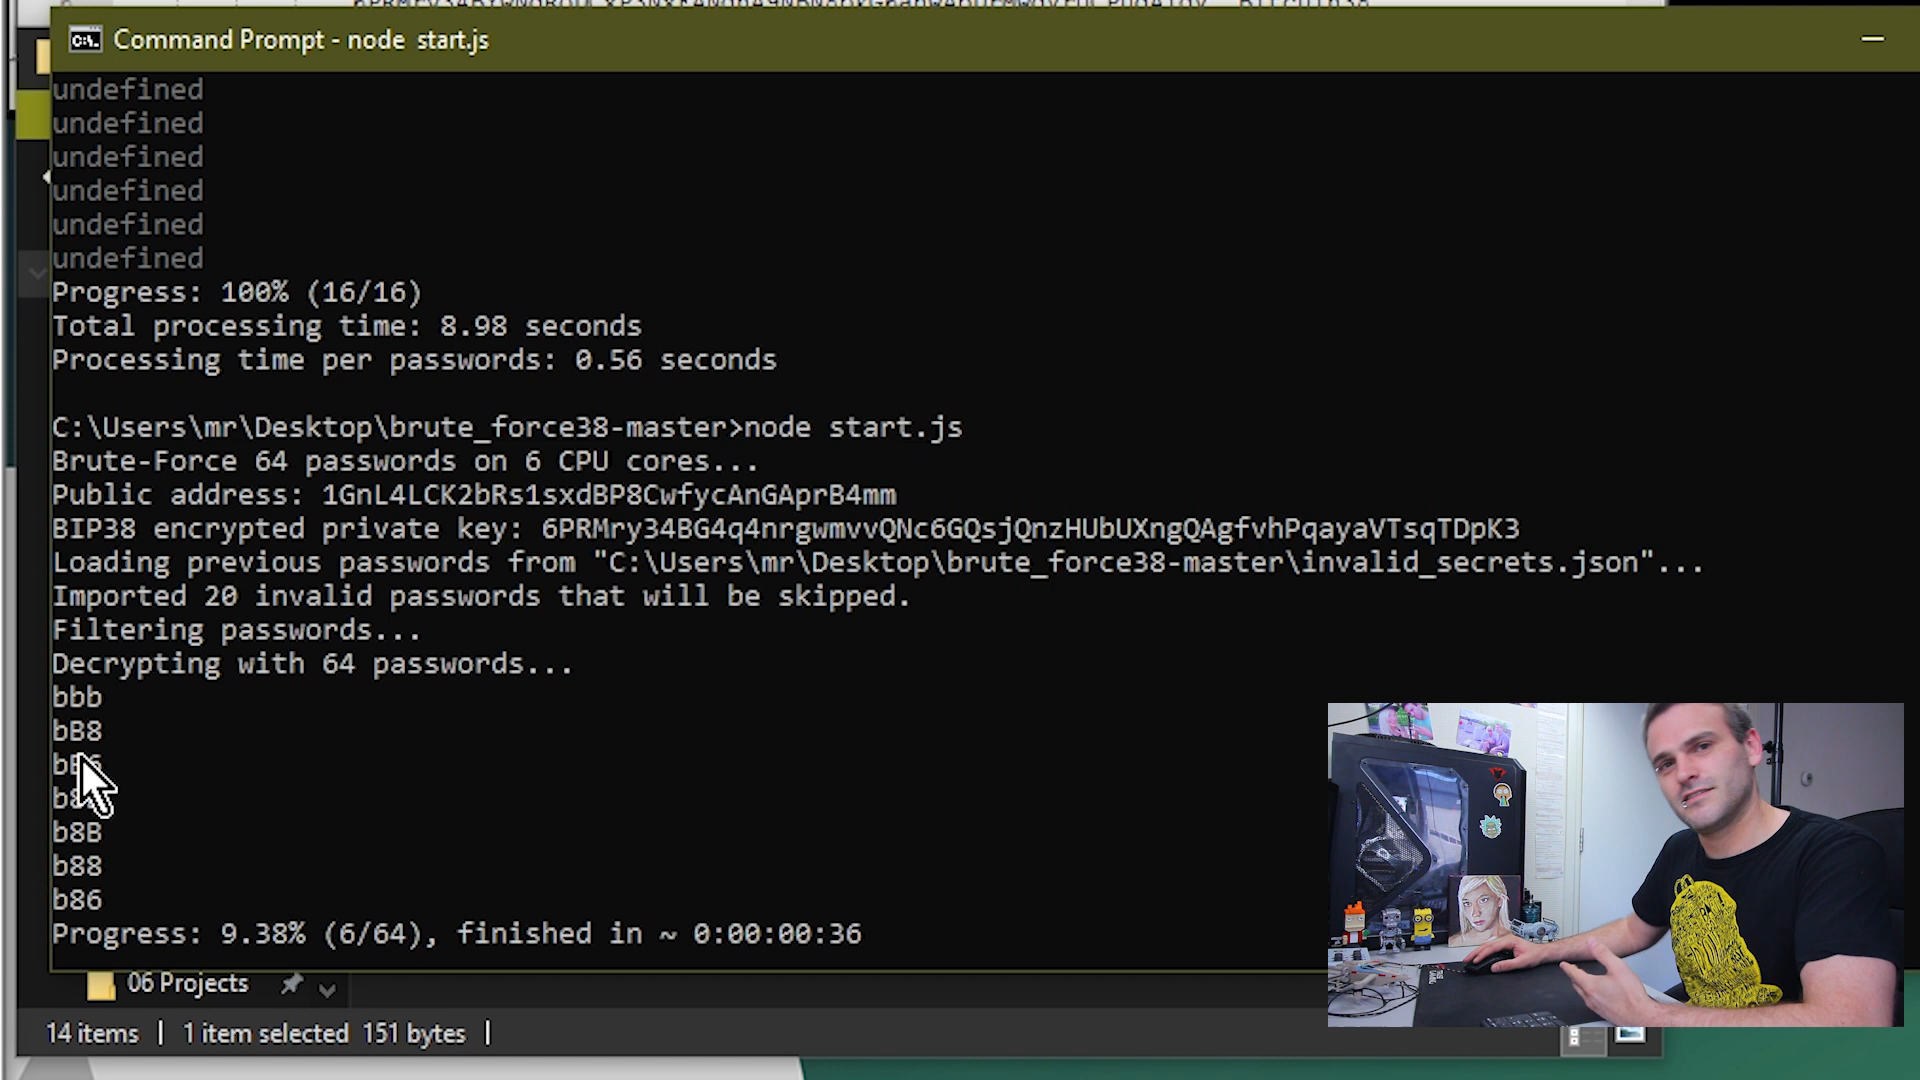 Command Prompt - node start.js
undefined
undefined
undefined
undefined
undefined
undefined
Progress: 100% (16/16)
Total processing time: 8.98 seconds
Processing time per passwords: 0.56 seconds
C:\Users\mr\Desktop\brute_force38-master>node start.js
Brute-Force 64 passwords on 6 CPU cores...
Public address: 1GnL4LCK2bRs1sxdBP8CwfycAnGAprB4mm
BIP38 encrypted private key: 6PRMry34BG4q4nrgwmvvQNc6GQsjQnzHUbUXngQAgfvhPqayaVTsqTDpK3
Loading previous passwords from "C:\Users\mr\Desktop\brute_force38-master\invalid_secrets.json"...
Imported 20 invalid passwords that will be skipped.
Filtering passwords...
Decrypting with 64 passwords...
bbb
bB8
b8B
b88
b86
Progress: 9.38% (6/64), finished in ~ 0:00:00:36
06 Projects
14 items | 1 item selected 151 bytes |